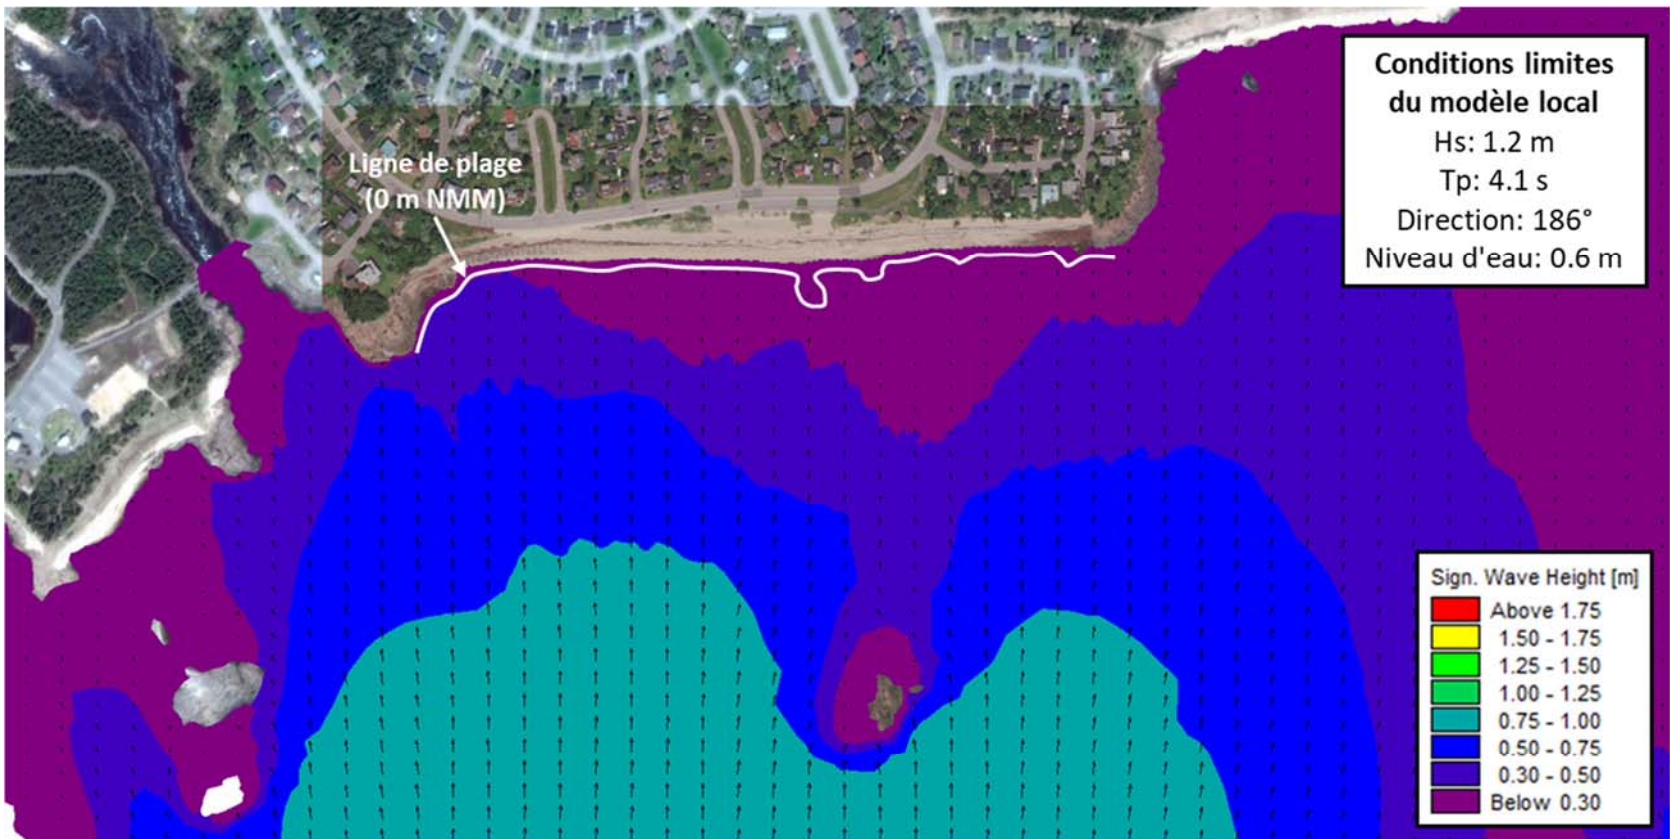 Conditions limites
du modèle local
Hs: 1.2 m
Tp: 4.1 s
Direction: 186°
Niveau d'eau: 0.6 m
Ligne de plage
(0 m NMM)
Sign. Wave Height [m]
Above 1.75
1.50 - 1.75
1.25 - 1.50
1.00 - 1.25
0.75 - 1.00
0.50 - 0.75
0.30 - 0.50
Below 0.30